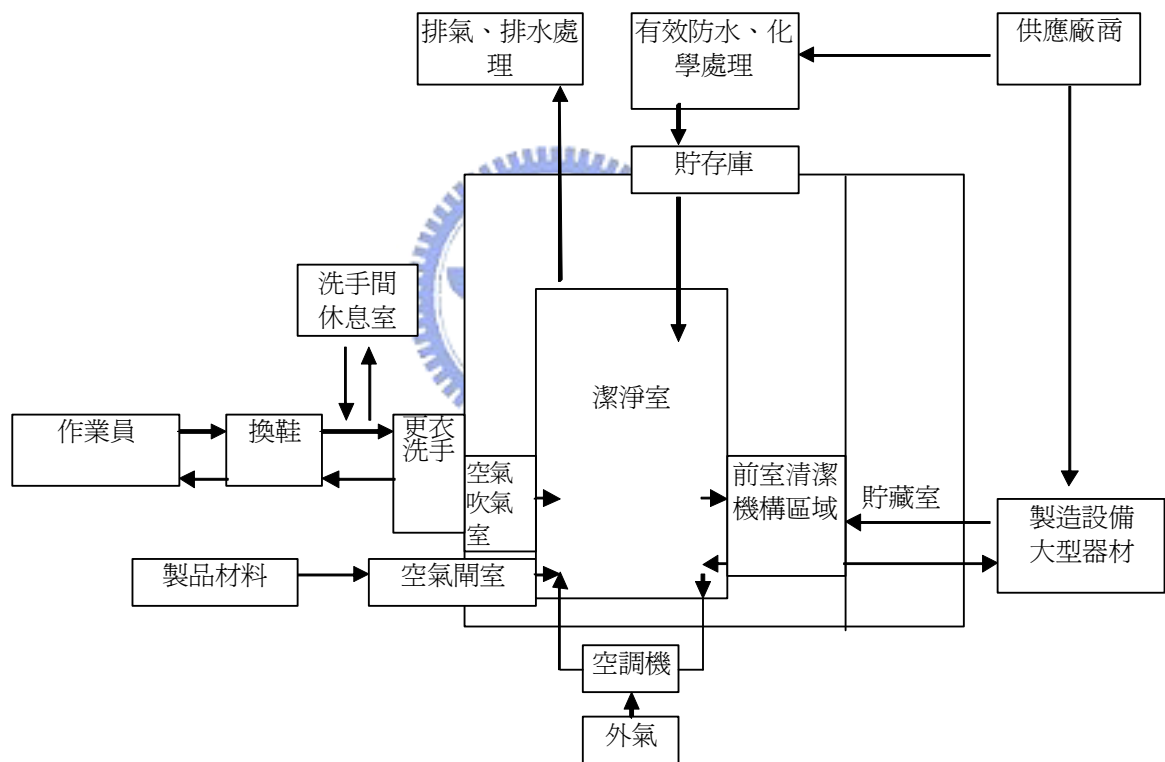 排氣、排水處
理
有效防水、化
學處理
供應廠商
貯存庫
洗手間
休息室
潔淨室
作業員
換鞋
更衣
洗手
空氣
吹氣
室
前室清潔
機構區域
貯藏室
製造設備
大型器材
製品材料
空氣閘室
空調機
外氣